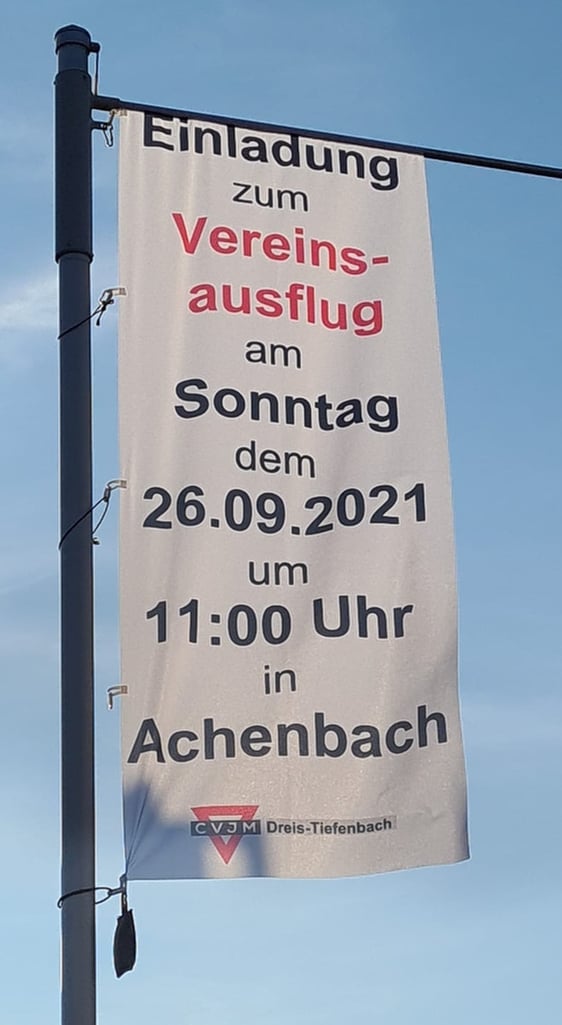 Einladung
zum
Vereins-
ausflug
am
Sonntag
dem
26.09.2021
um
11:00 Uhr
in
Achenbach
CVJM Dreis-Tiefenbach